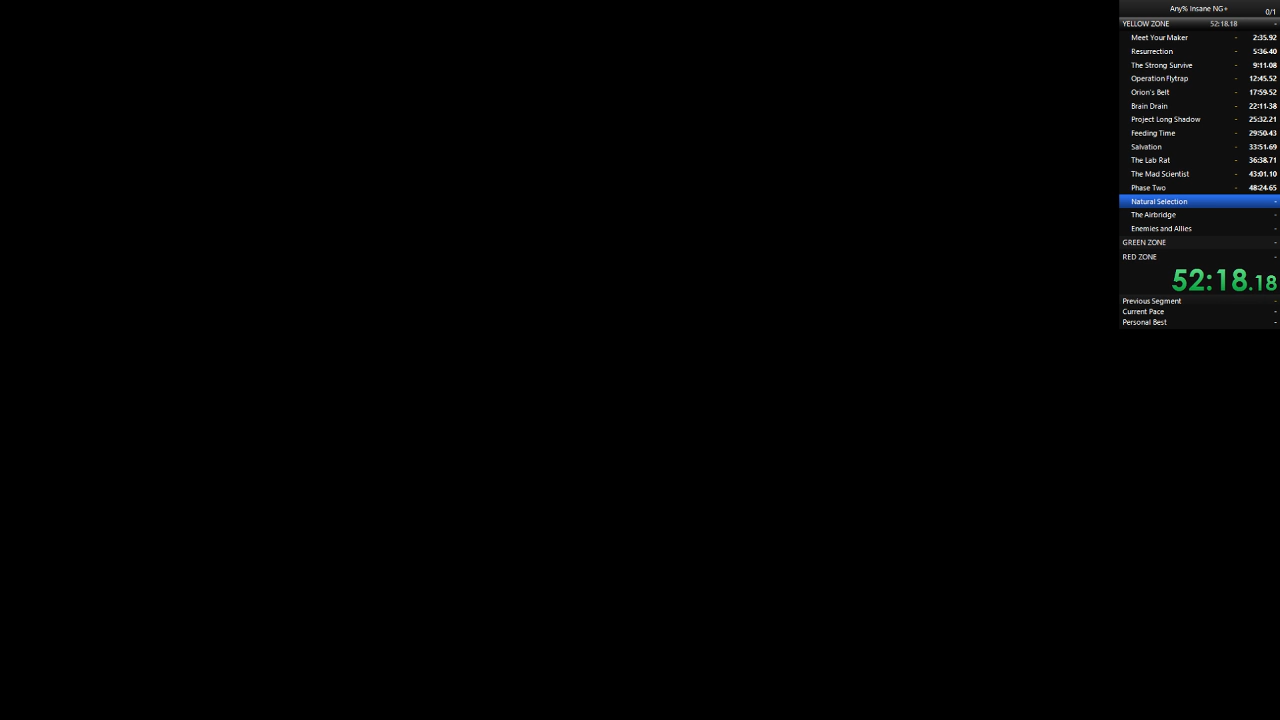 Any% Insane NG+
0/1
YELLOW ZONE 52:18.18 -
Meet Your Maker - 2:35.92
Resurrection - 5:36.40
The Strong Survive - 9:11.08
Operation Flytrap - 12:45.52
Orion's Belt - 17:59.52
Brain Drain - 22:11.38
Project Long Shadow - 25:32.21
Feeding Time - 29:50.43
Salvation - 33:51.69
The Lab Rat - 36:38.71
The Mad Scientist - 43:01.10
Phase Two - 48:24.65
Natural Selection -
The Airbridge -
Enemies and Allies -
GREEN ZONE -
RED ZONE -
52:18.18
Previous Segment -
Current Pace -
Personal Best -